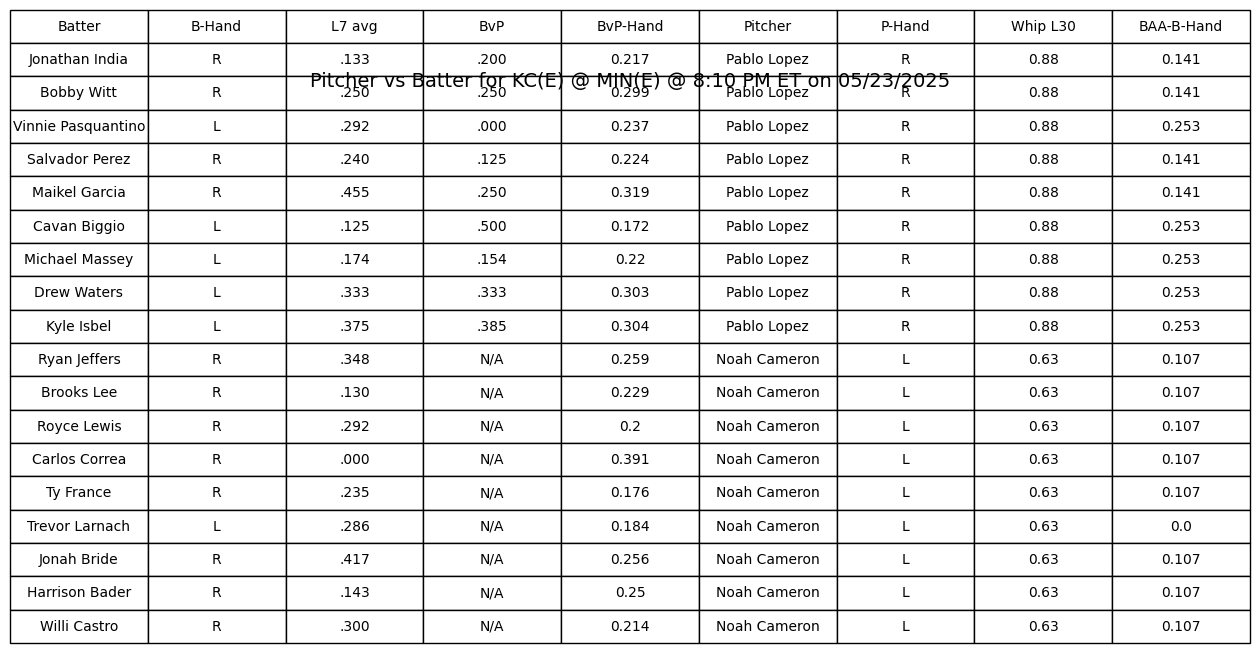 Batter B-Hand L7 avg BvP BvP-Hand Pitcher P-Hand Whip L30 BAA-B-Hand
Jonathan India R .133 .200 0.217 Pablo Lopez R 0.88 0.141
Pitcher vs Batter for KC(E) @ MIN(E) @ 8:10 PM ET on 05/23/2025
Bobby Witt R .250 .250 0.299 Pablo Lopez R 0.88 0.141
Vinnie Pasquantino L .292 .000 0.237 Pablo Lopez R 0.88 0.253
Salvador Perez R .240 .125 0.224 Pablo Lopez R 0.88 0.141
Maikel Garcia R .455 .250 0.319 Pablo Lopez R 0.88 0.141
Cavan Biggio L .125 .500 0.172 Pablo Lopez R 0.88 0.253
Michael Massey L .174 .154 0.22 Pablo Lopez R 0.88 0.253
Drew Waters L .333 .333 0.303 Pablo Lopez R 0.88 0.253
Kyle Isbel L .375 .385 0.304 Pablo Lopez R 0.88 0.253
Ryan Jeffers R .348 N/A 0.259 Noah Cameron L 0.63 0.107
Brooks Lee R .130 N/A 0.229 Noah Cameron L 0.63 0.107
Royce Lewis R .292 N/A 0.2 Noah Cameron L 0.63 0.107
Carlos Correa R .000 N/A 0.391 Noah Cameron L 0.63 0.107
Ty France R .235 N/A 0.176 Noah Cameron L 0.63 0.107
Trevor Larnach L .286 N/A 0.184 Noah Cameron L 0.63 0.0
Jonah Bride R .417 N/A 0.256 Noah Cameron L 0.63 0.107
Harrison Bader R .143 N/A 0.25 Noah Cameron L 0.63 0.107
Willi Castro R .300 N/A 0.214 Noah Cameron L 0.63 0.107